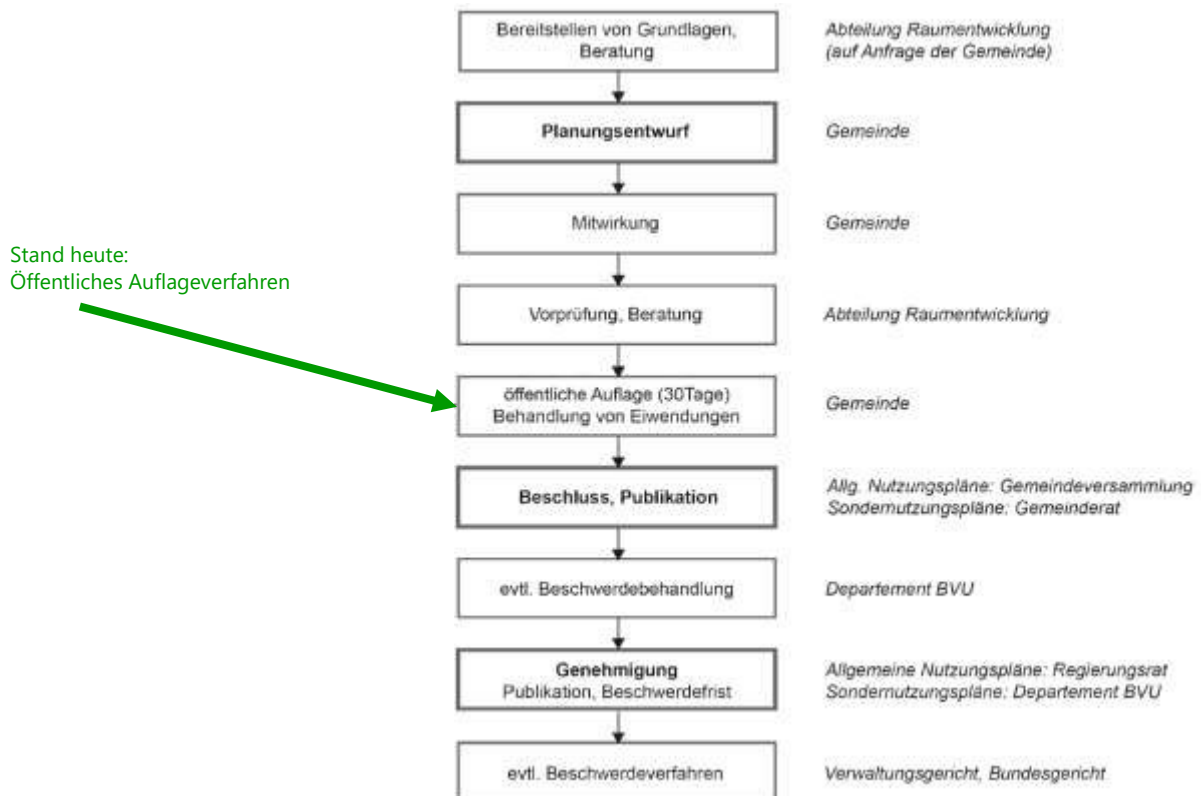 Bereitstellen von Grundlagen,
Beratung
Abteilung Raumentwicklung
(auf Anfrage der Gemeinde)
Planungsentwurf
Gemeinde
Mitwirkung
Gemeinde
Stand heute:
Öffentliches Auflageverfahren
Vorprüfung, Beratung
Abteilung Raumentwicklung
öffentliche Auflage (30Tage)
Behandlung von Eiwendungen
Gemeinde
Beschluss, Publikation
Allg. Nutzungspläne: Gemeindeversammlung
Sondernutzungspläne: Gemeinderat
evtl. Beschwerdebehandlung
Departement BVU
Genehmigung
Publikation, Beschwerdefrist
Allgemeine Nutzungspläne: Regierungsrat
Sondernutzungspläne: Departement BVU
evtl. Beschwerdeverfahren
Verwaltungsgericht, Bundesgericht